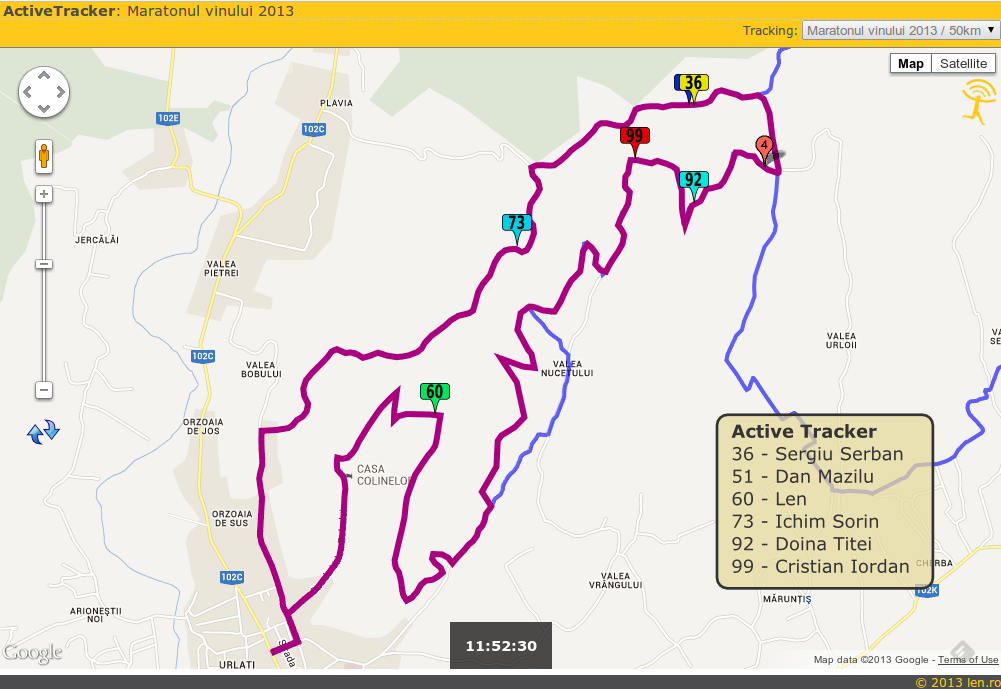 ActiveTracker: Maratonul vinului 2013
Tracking: Maratonul vinului 2013 / 50km
Map Satellite
36
PLAVIA
102E
102C
99
4
92
73
JERCĂLĂI
VALEA
PIETREI
VALEA
URLOII
102C
VALEA
BOBULUI
VALEA
NUCETULUI
60
ORZOAIA
DE JOS
CASA
COLINELOR
ORZOAIA
DE SUS
Active Tracker
36 - Sergiu Serban
51 - Dan Mazilu
60 - Len
73 - Ichim Sorin
92 - Doina Titei
99 - Cristian Iordan
102C
VALEA
VRÂNGULUI
CHERBA
102K
MĂRUNȚIȘ
ARIONEȘTII
NOI
11:52:30
Google
URLATI
Map data ©2013 Google - Terms of Use
© 2013 len.ro